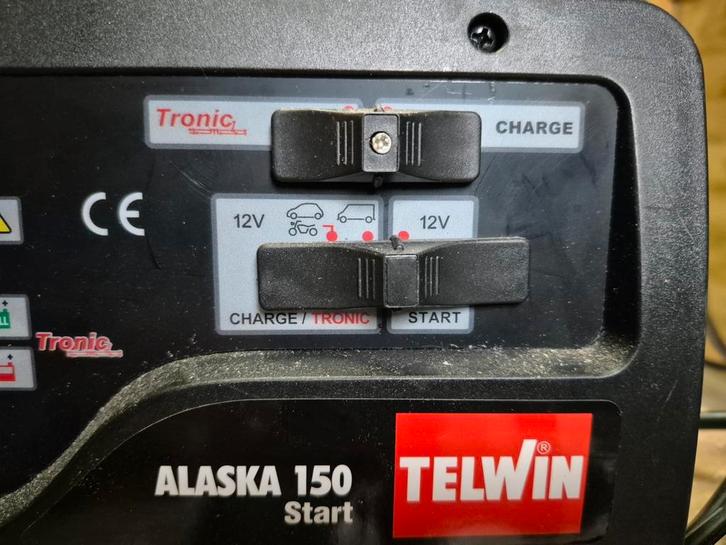 Tronic
CHARGE
CE
12V
12V
CHARGE / TRONIC
START
Tronic
ALASKA 150
Start
TELWIN®